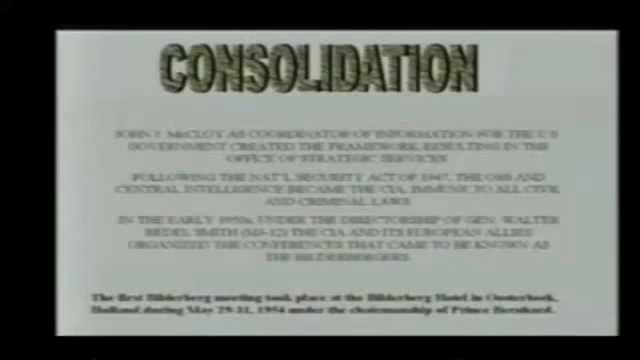 CONSOLIDATION
JOHN J. McCLOY AS COORDINATOR OF INFORMATION FOR THE U.S
GOVERNMENT CREATED THE FRAMEWORK RESULTING IN THE
OFFICE OF STRATEGIC SERVICES
FOLLOWING THE NAT'L SECURITY ACT OF 1947, THE OSS AND
CENTRAL INTELLIGENCE BECAME THE CIA, IMMUNE TO ALL CIVIL
AND CRIMINAL LAWS
IN THE EARLY 1950s, UNDER THE DIRECTORSHIP OF GEN. WALTER
BEDEL SMITH (MJ-12) THE CIA AND ITS EUROPEAN ALLIES
ORGANIZED THE CONFERENCES THAT CAME TO BE KNOWN AS
THE BILDERBERGERS
The first Bilderberg meeting took place at the Bilderberg Hotel in Oosterbeek,
Holland during May 29-31, 1954 under the chairmanship of Prince Bernhard.